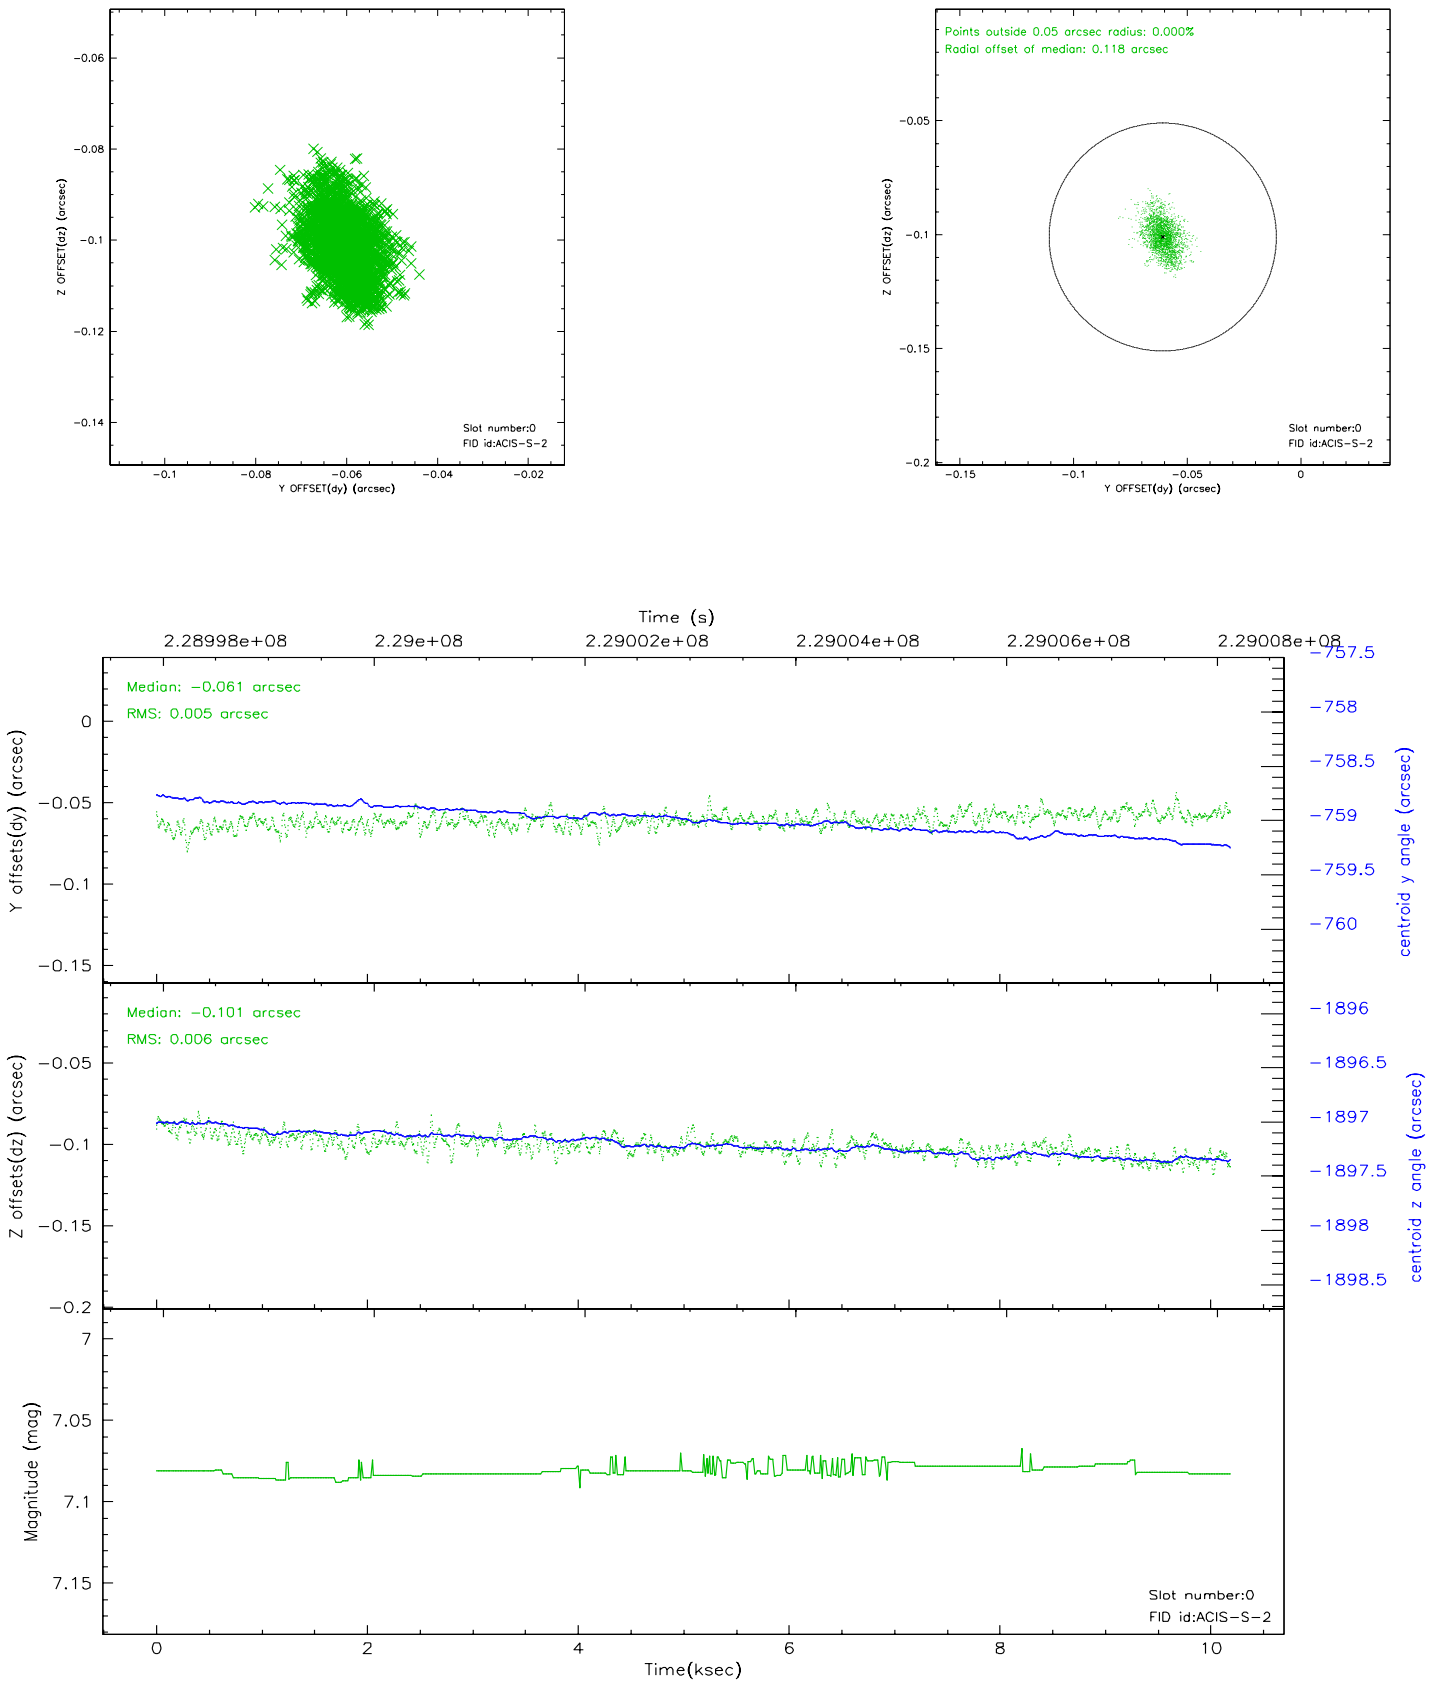 -0.06
-0.08
-0.1
-0.12
-0.14
Z OFFSET(dz) (arcsec)
Slot number:0
FID id:ACIS-S-2
-0.1 -0.08 -0.06 -0.04 -0.02
Y OFFSET(dy) (arcsec)
Points outside 0.05 arcsec radius: 0.000%
Radial offset of median: 0.118 arcsec
-0.05
-0.1
-0.15
-0.2
Z OFFSET(dz) (arcsec)
Slot number:0
FID id:ACIS-S-2
-0.15 -0.1 -0.05 0
Y OFFSET(dy) (arcsec)
Time (s)
2.28998e+08 2.29e+08 2.29002e+08 2.29004e+08 2.29006e+08 2.29008e+08
Median: -0.061 arcsec
RMS: 0.005 arcsec
0
-0.05
-0.1
-0.15
Y offsets(dy) (arcsec)
-757.5
-758
-758.5
-759
-759.5
-760
centroid y angle (arcsec)
Median: -0.101 arcsec
RMS: 0.006 arcsec
-0.05
-0.1
-0.15
-0.2
Z offsets(dz) (arcsec)
-1896
-1896.5
-1897
-1897.5
-1898
-1898.5
centroid z angle (arcsec)
7
7.05
7.1
7.15
Magnitude (mag)
Slot number:0
FID id:ACIS-S-2
0 2 4 6 8 10
Time(ksec)